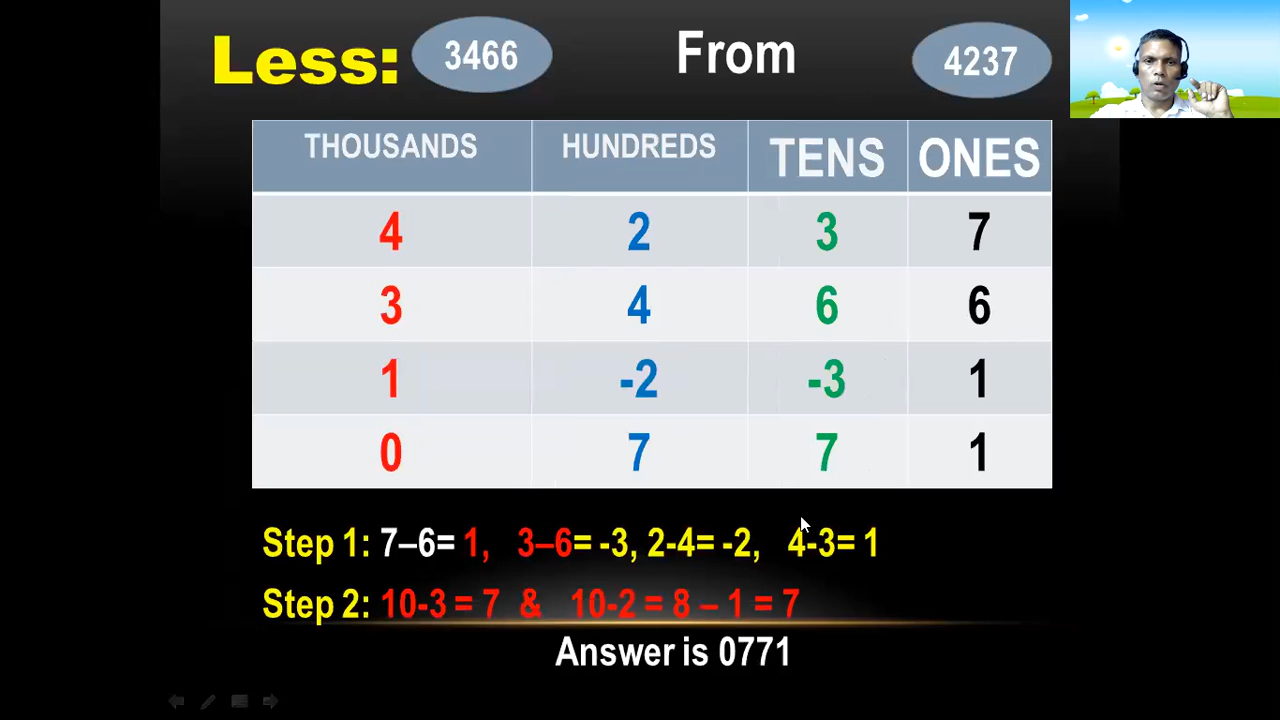 Less: 3466 From 4237
THOUSANDS HUNDREDS TENS ONES
4 2 3 7
3 4 6 6
1 -2 -3 1
0 7 7 1
Step 1: 7–6= 1, 3–6= -3, 2-4= -2, 4-3= 1
Step 2: 10-3 = 7 & 10-2 = 8 – 1 = 7
Answer is 0771